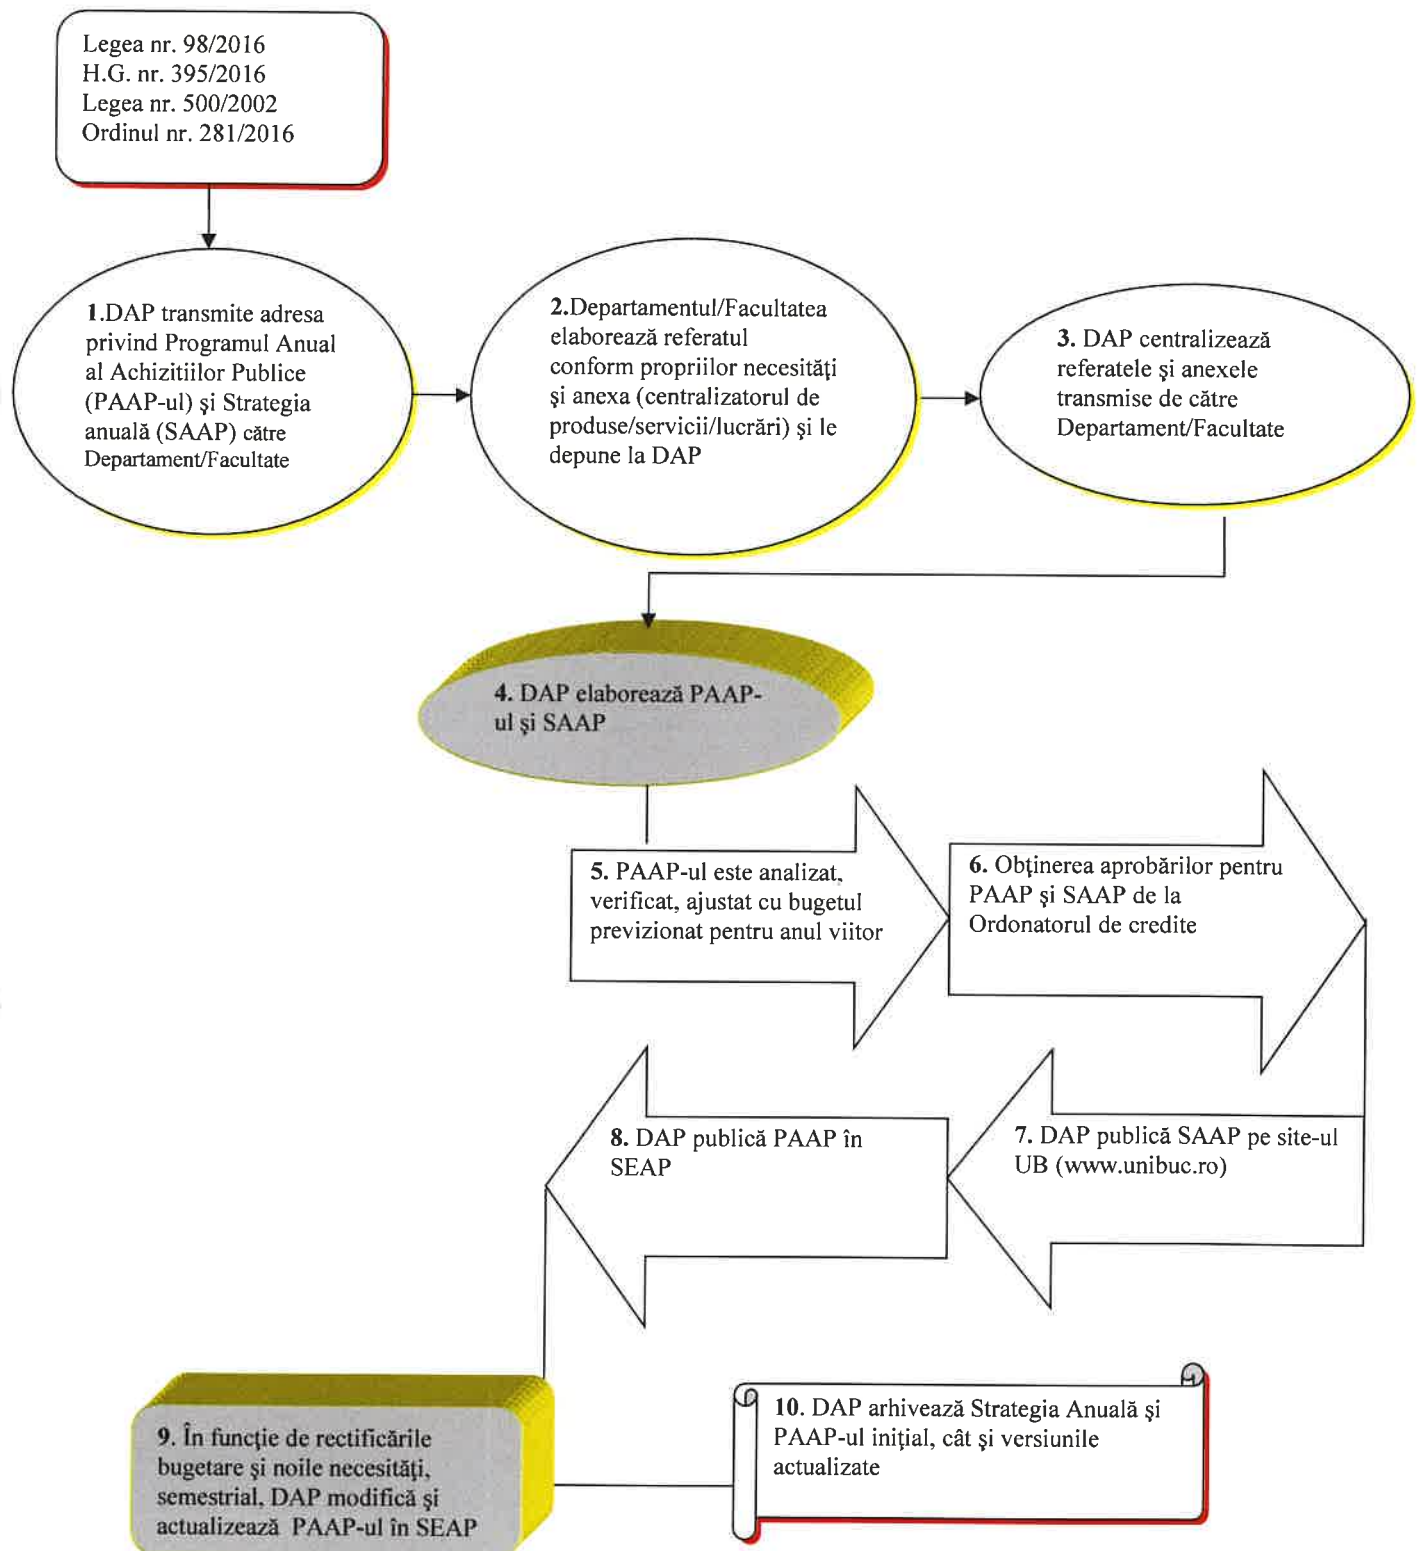 Legea nr. 98/2016
H.G. nr. 395/2016
Legea nr. 500/2002
Ordinul nr. 281/2016
1.DAP transmite adresa
privind Programul Anual
al Achizitiilor Publice
(PAAP-ul) şi Strategia
anuală (SAAP) către
Departament/Facultate
2.Departamentul/Facultatea
elaborează referatul
conform propriilor necesităţi
şi anexa (centralizatorul de
produse/servicii/lucrări) şi le
depune la DAP
3. DAP centralizează
referatele şi anexele
transmise de către
Departament/Facultate
4. DAP elaborează PAAP-
ul şi SAAP
5. PAAP-ul este analizat,
verificat, ajustat cu bugetul
previzionat pentru anul viitor
6. Obţinerea aprobărilor pentru
PAAP şi SAAP de la
Ordonatorul de credite
7. DAP publică SAAP pe site-ul
UB (www.unibuc.ro)
8. DAP publică PAAP în
SEAP
9. În funcţie de rectificările
bugetare şi noile necesităţi,
semestrial, DAP modifică şi
actualizează PAAP-ul în SEAP
10. DAP arhivează Strategia Anuală şi
PAAP-ul iniţial, cât şi versiunile
actualizate